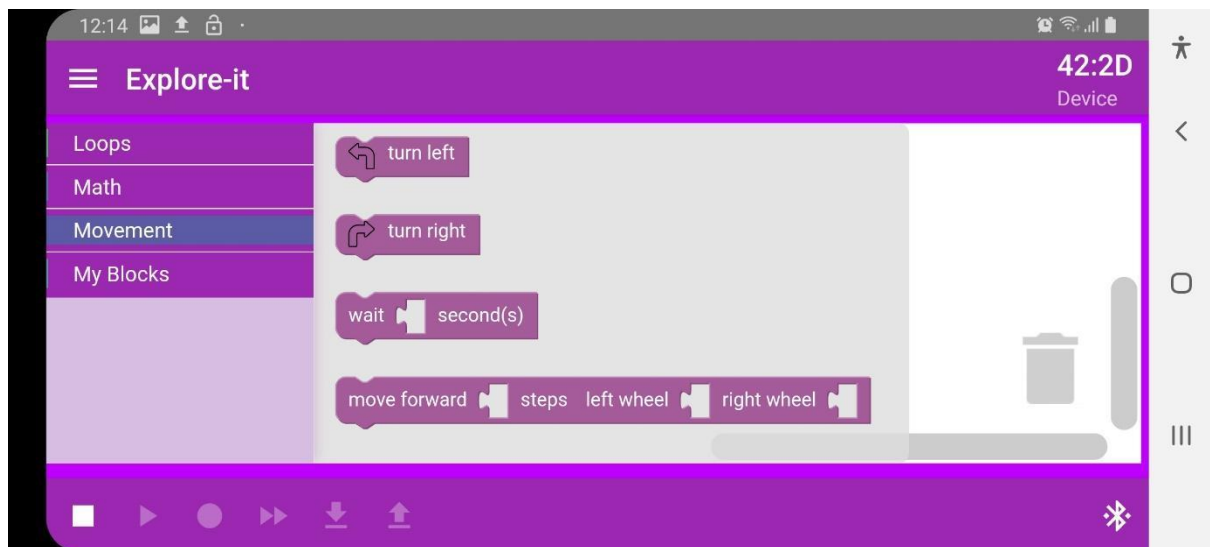 12:14
Explore-it
42:2D
Device
Loops
Math
Movement
My Blocks
turn left
turn right
wait second(s)
move forward steps left wheel right wheel